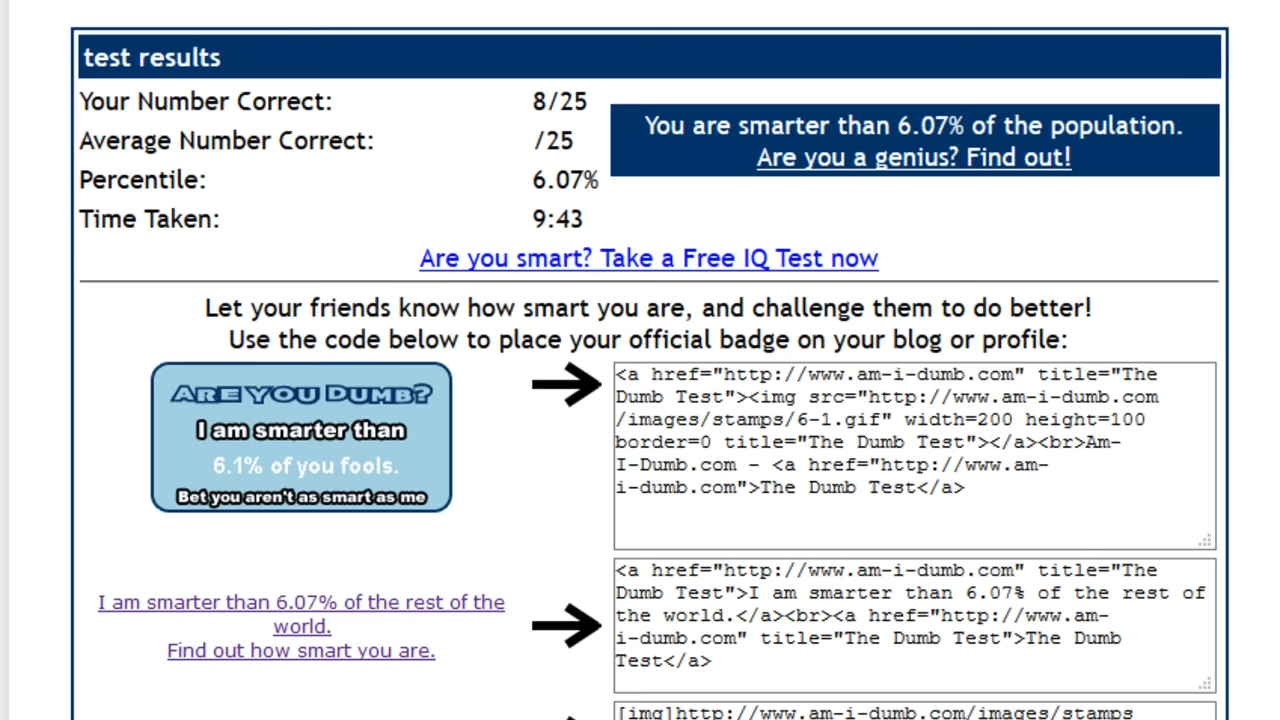 test results
Your Number Correct: 8/25
Average Number Correct: /25
Percentile: 6.07%
Time Taken: 9:43
You are smarter than 6.07% of the population.
Are you a genius? Find out!
Are you smart? Take a Free IQ Test now
Let your friends know how smart you are, and challenge them to do better!
Use the code below to place your official badge on your blog or profile:
ARE YOU DUMB?
I am smarter than
6.1% of you fools.
Bet you aren't as smart as me
<a href="http://www.am-i-dumb.com" title="The
Dumb Test"><img src="http://www.am-i-dumb.com
/images/stamps/6-1.gif" width=200 height=100
border=0 title="The Dumb Test"></a><br>Am-
I-Dumb.com - <a href="http://www.am-
i-dumb.com">The Dumb Test</a>
I am smarter than 6.07% of the rest of the
world.
Find out how smart you are.
<a href="http://www.am-i-dumb.com" title="The
Dumb Test">I am smarter than 6.07% of the rest of
the world.</a><br><a href="http://www.am-
i-dumb.com" title="The Dumb Test">The Dumb
Test</a>
[img]http://www.am-i-dumb.com/images/stamps